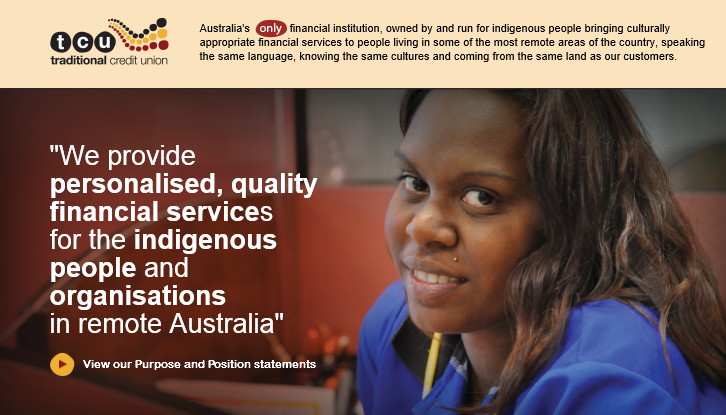 tcu
traditional credit union
Australia's only financial institution, owned by and run for indigenous people bringing culturally
appropriate financial services to people living in some of the most remote areas of the country, speaking
the same language, knowing the same cultures and coming from the same land as our customers.
"We provide
personalised, quality
financial services
for the indigenous
people and
organisations
in remote Australia"
View our Purpose and Position statements